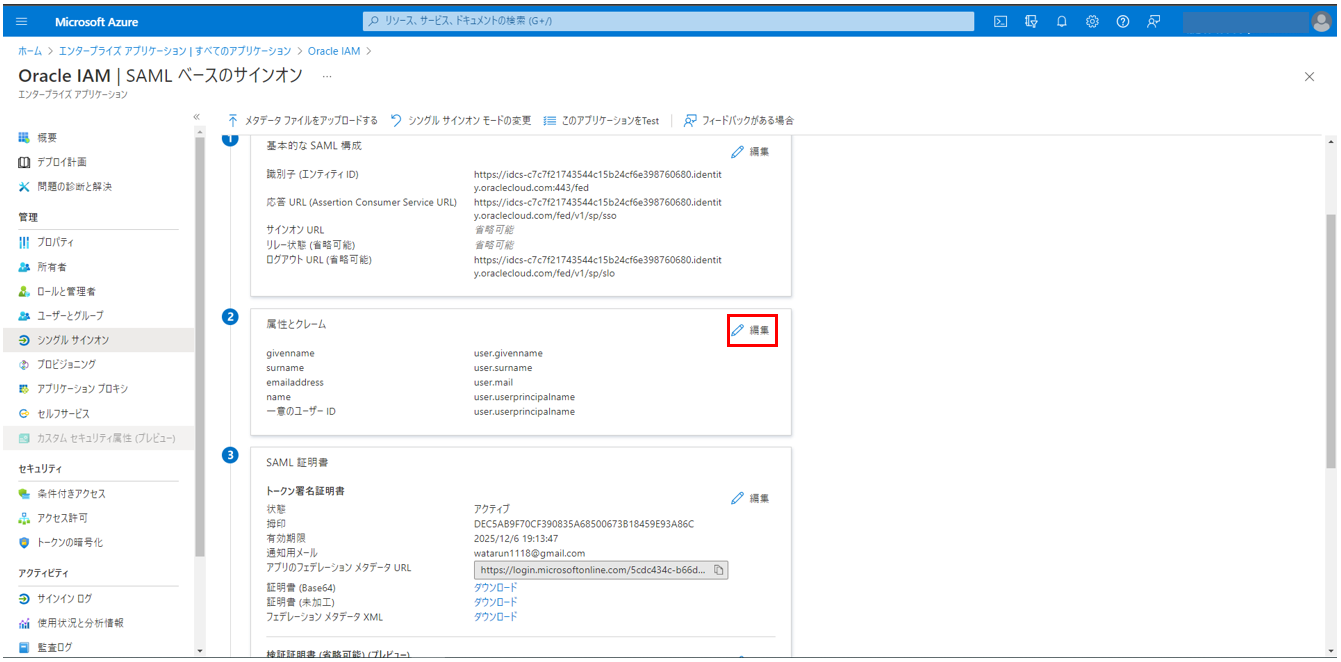 Microsoft Azure
リソース、サービス、ドキュメントの検索 (G+/)
ホーム > エンタープライズ アプリケーション | すべてのアプリケーション > Oracle IAM >
Oracle IAM | SAML ベースのサインオン ...
エンタープライズ アプリケーション
メタデータ ファイルをアップロードする シングル サインオン モードの変更 このアプリケーションをTest フィードバックがある場合
概要
デプロイ計画
問題の診断と解決
管理
プロパティ
所有者
ロールと管理者
ユーザーとグループ
シングル サインオン
プロビジョニング
アプリケーション プロキシ
セルフサービス
カスタム セキュリティ属性 (プレビュー)
セキュリティ
条件付きアクセス
アクセス許可
トークンの暗号化
アクティビティ
サインイン ログ
使用状況と分析情報
監査ログ
1
基本的な SAML 構成
編集
識別子 (エンティティ ID) https://idcs-c7c7f21743544c15b24cf6e398760680.identit
y.oraclecloud.com:443/fed
応答 URL (Assertion Consumer Service URL) https://idcs-c7c7f21743544c15b24cf6e398760680.identit
y.oraclecloud.com/fed/v1/sp/sso
サインオン URL 省略可能
リレー状態 (省略可能) 省略可能
ログアウト URL (省略可能) https://idcs-c7c7f21743544c15b24cf6e398760680.identit
y.oraclecloud.com/fed/v1/sp/slo
2
属性とクレーム
編集
givenname user.givenname
surname user.surname
emailaddress user.mail
name user.userprincipalname
一意のユーザー ID user.userprincipalname
3
SAML 証明書
トークン署名証明書
編集
状態 アクティブ
拇印 DEC5AB9F70CF390835A68500673B18459E93A86C
有効期限 2025/12/6 19:13:47
通知用メール watarun1118@gmail.com
アプリのフェデレーション メタデータ URL https://login.microsoftonline.com/5cdc434c-b66d...
証明書 (Base64) ダウンロード
証明書 (未加工) ダウンロード
フェデレーション メタデータ XML ダウンロード
検証証明書 (省略可能) (プレビュー)